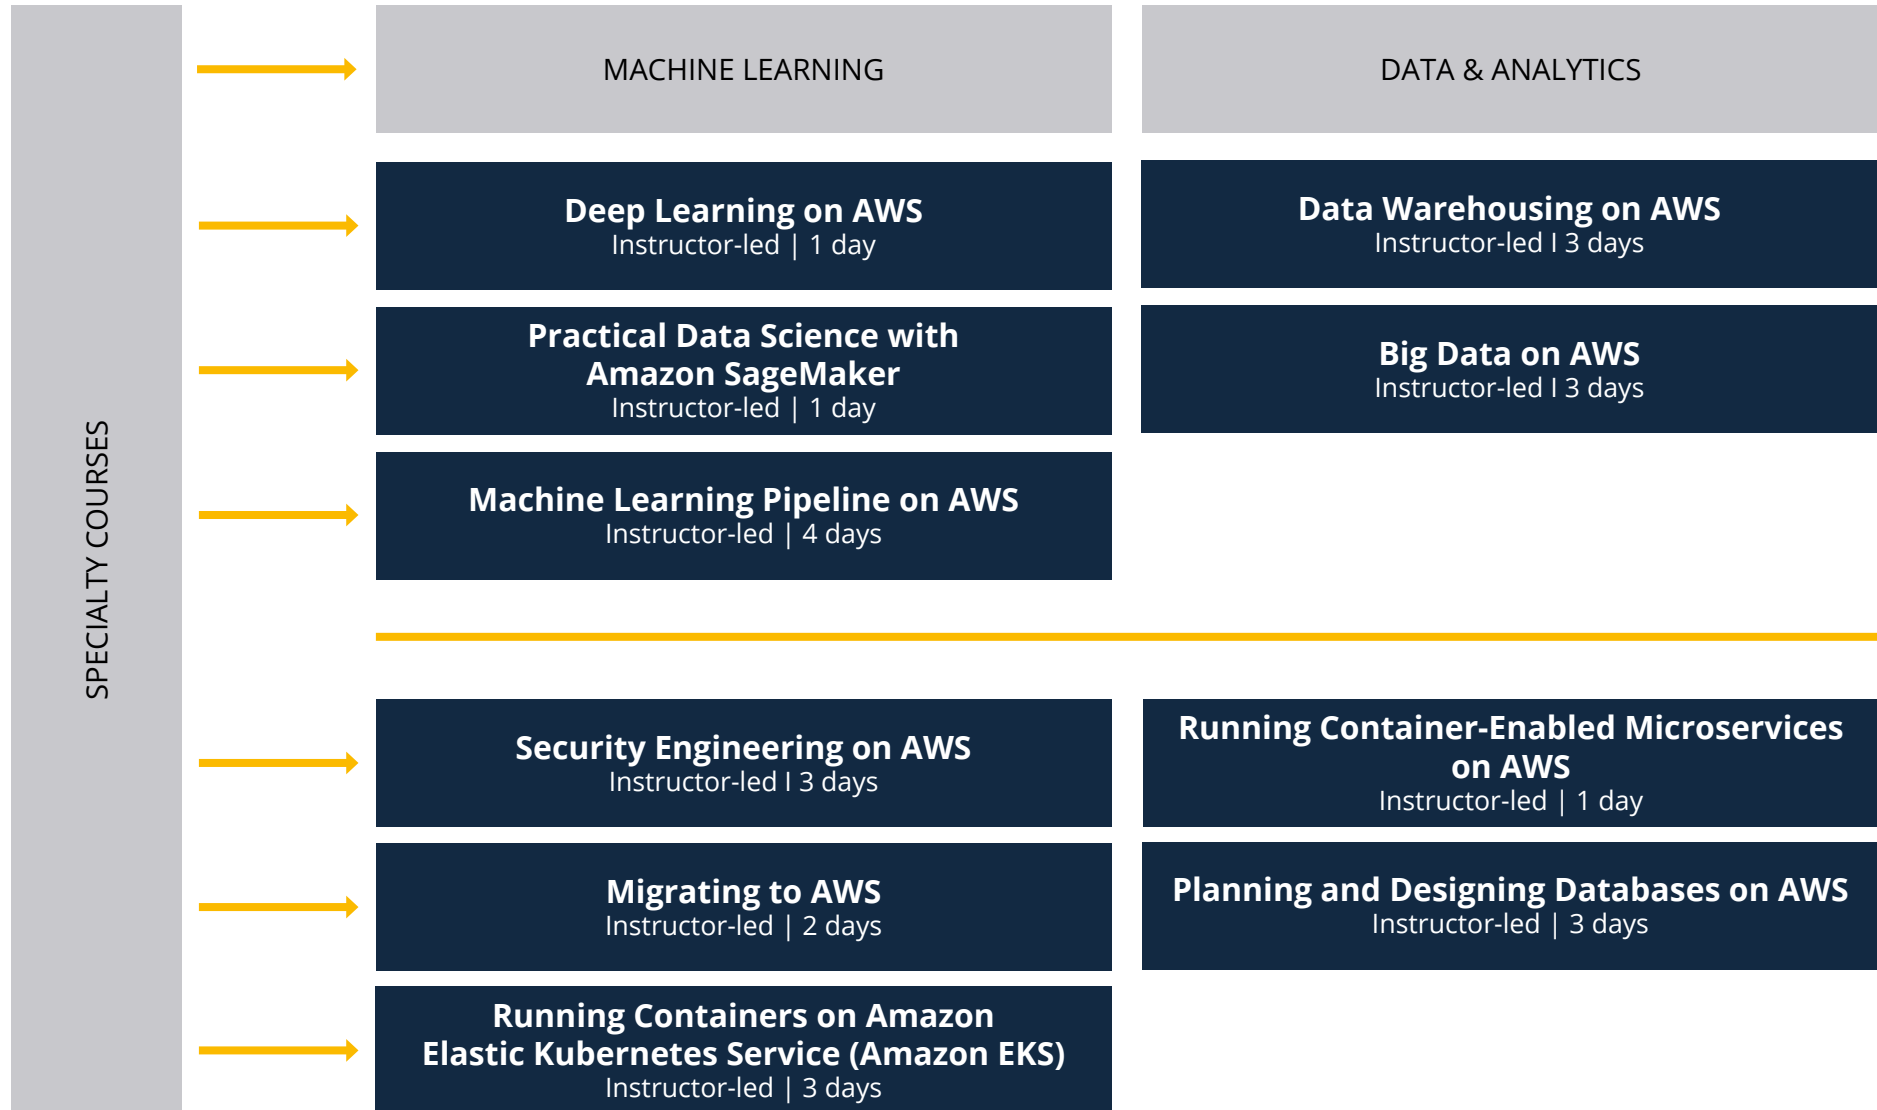 SPECIALTY COURSES
MACHINE LEARNING
DATA & ANALYTICS
Deep Learning on AWS
Instructor-led | 1 day
Data Warehousing on AWS
Instructor-led I 3 days
Practical Data Science with
Amazon SageMaker
Instructor-led | 1 day
Big Data on AWS
Instructor-led I 3 days
Machine Learning Pipeline on AWS
Instructor-led | 4 days
Security Engineering on AWS
Instructor-led I 3 days
Running Container-Enabled Microservices
on AWS
Instructor-led | 1 day
Migrating to AWS
Instructor-led | 2 days
Planning and Designing Databases on AWS
Instructor-led | 3 days
Running Containers on Amazon
Elastic Kubernetes Service (Amazon EKS)
Instructor-led | 3 days